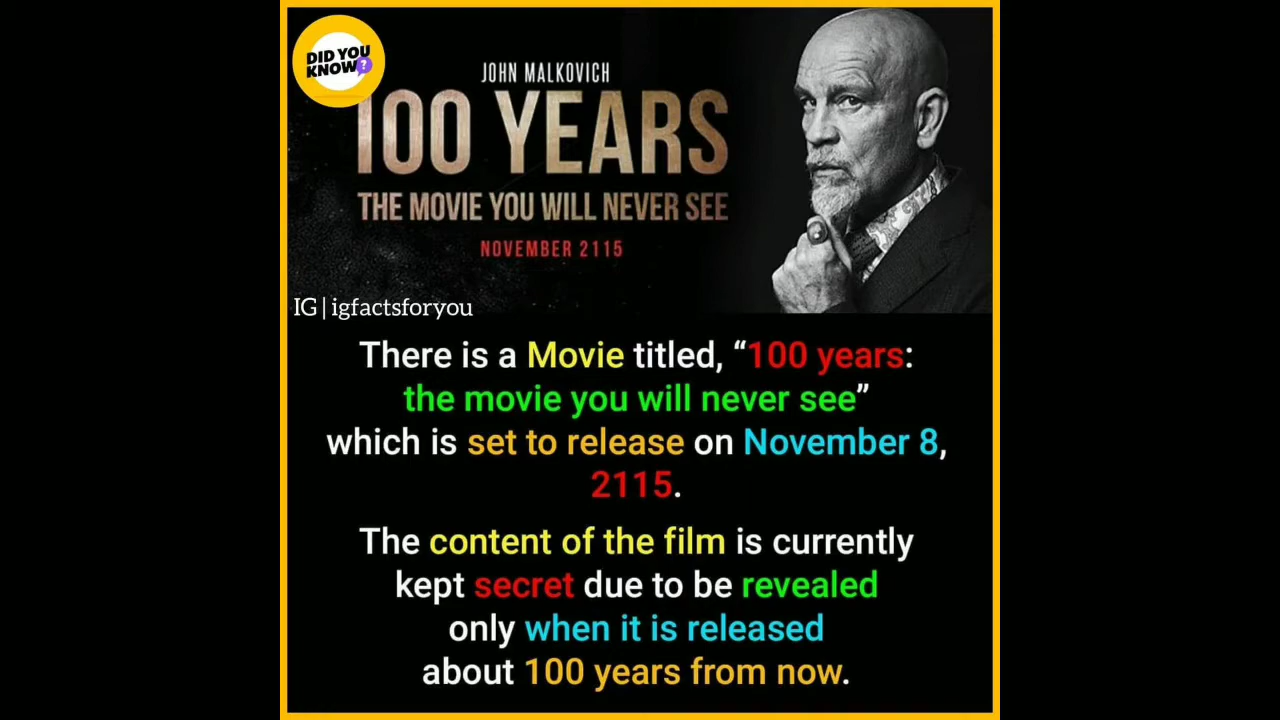 DID YOU
KNOW?
JOHN MALKOVICH
100 YEARS
THE MOVIE YOU WILL NEVER SEE
NOVEMBER 2115
IG | igfactsforyou
There is a Movie titled, “100 years:
the movie you will never see”
which is set to release on November 8,
2115.
The content of the film is currently
kept secret due to be revealed
only when it is released
about 100 years from now.